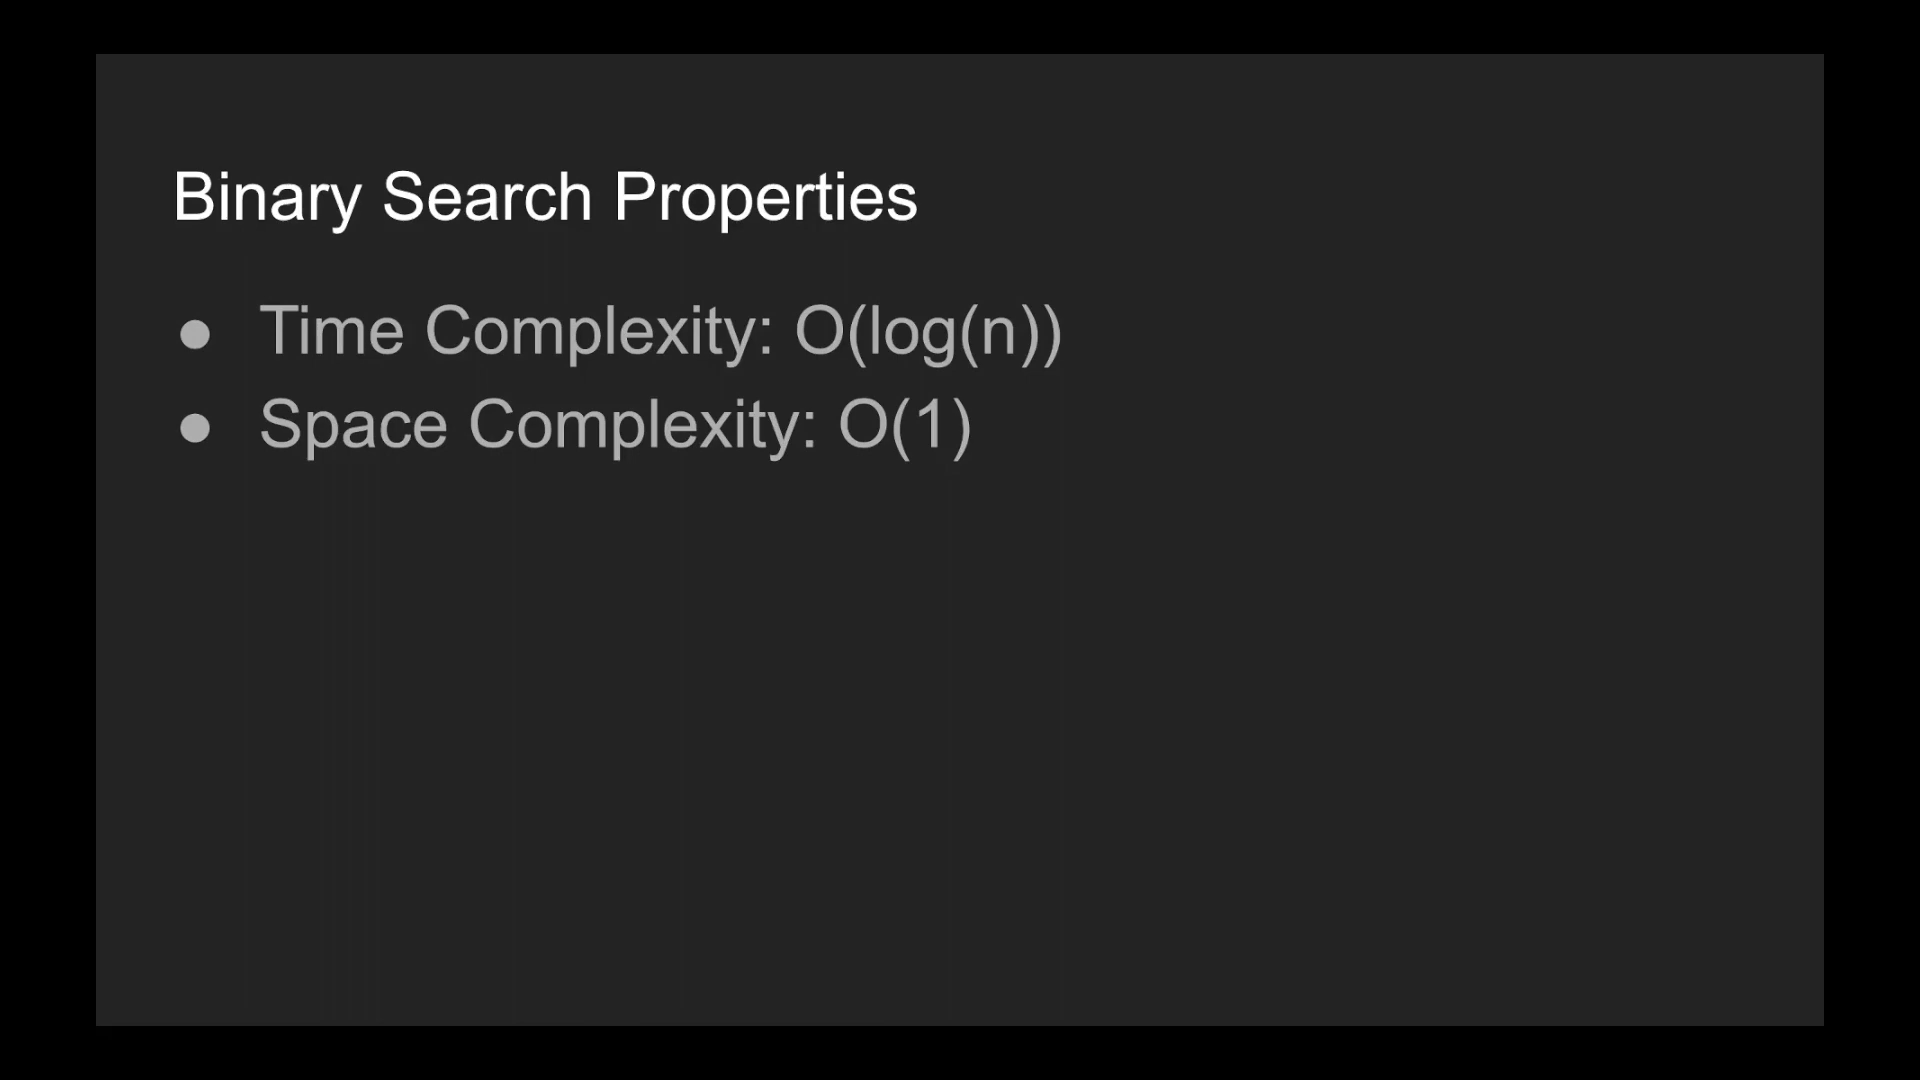 Binary Search Properties
● Time Complexity: O(log(n))
● Space Complexity: O(1)